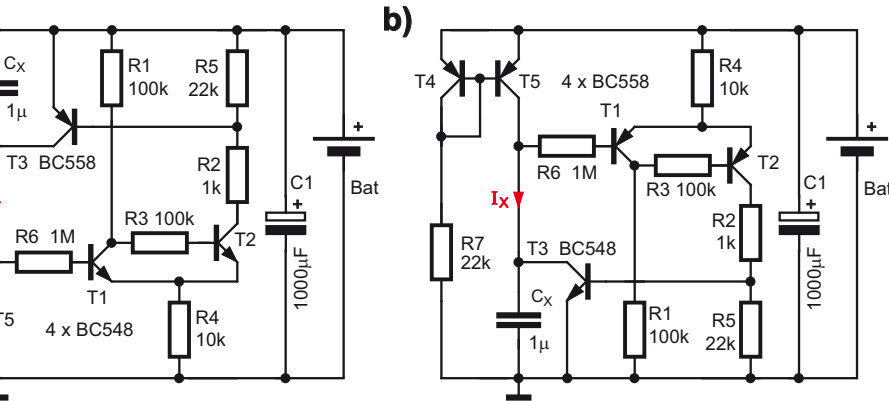 b)
CX
1µ
R1
100k
R5
22k
T3 BC558
R2
1k
C1
+
+
Bat
R3 100k
R6 1M
T2
T1
T5
4 x BC548
R4
10k
1000µF
T4
T5
4 x BC558
T1
R4
10k
R6 1M
R3 100k
T2
+
C1
+
Bat
IX
R2
1k
R7
22k
T3 BC548
CX
1µ
R1
100k
R5
22k
1000µF